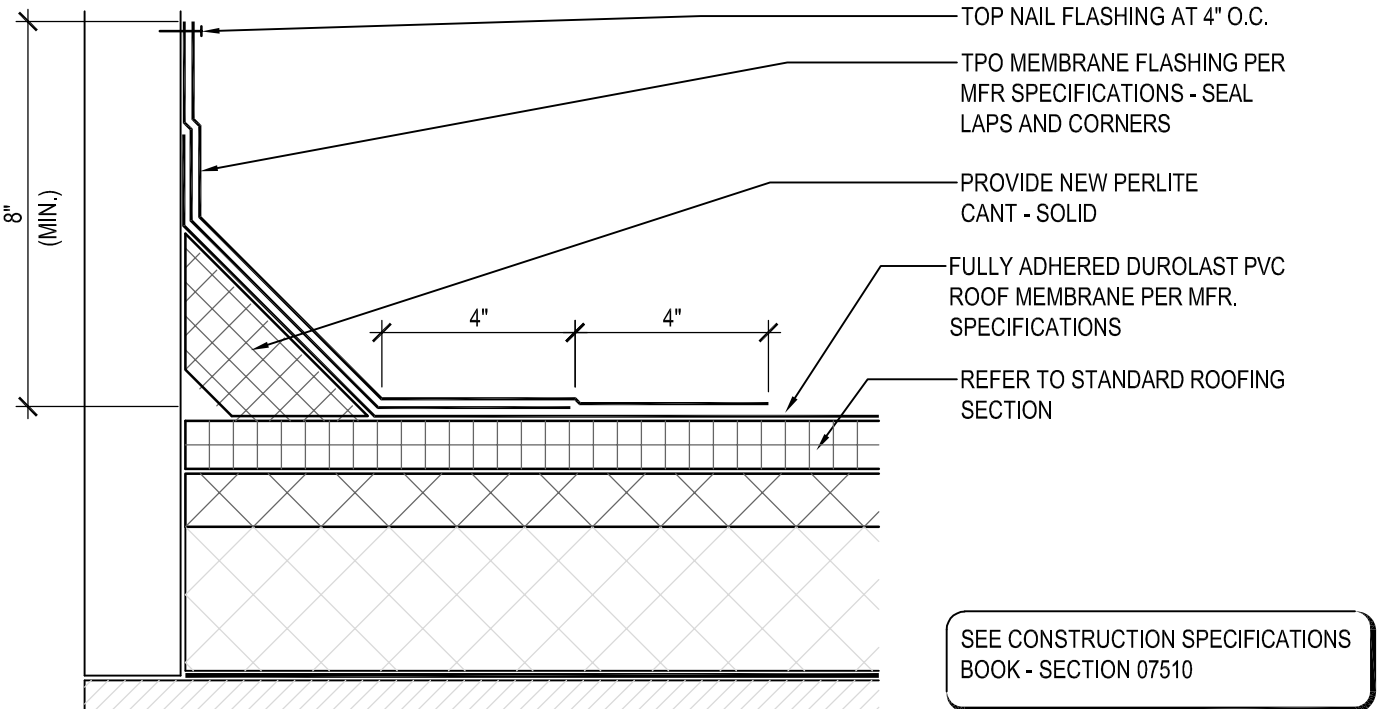 TOP NAIL FLASHING AT 4" O.C.
TPO MEMBRANE FLASHING PER
MFR SPECIFICATIONS - SEAL
LAPS AND CORNERS
PROVIDE NEW PERLITE
CANT - SOLID
FULLY ADHERED DUROLAST PVC
ROOF MEMBRANE PER MFR.
SPECIFICATIONS
REFER TO STANDARD ROOFING
SECTION
8"
(MIN.)
4"
4"
SEE CONSTRUCTION SPECIFICATIONS
BOOK - SECTION 07510